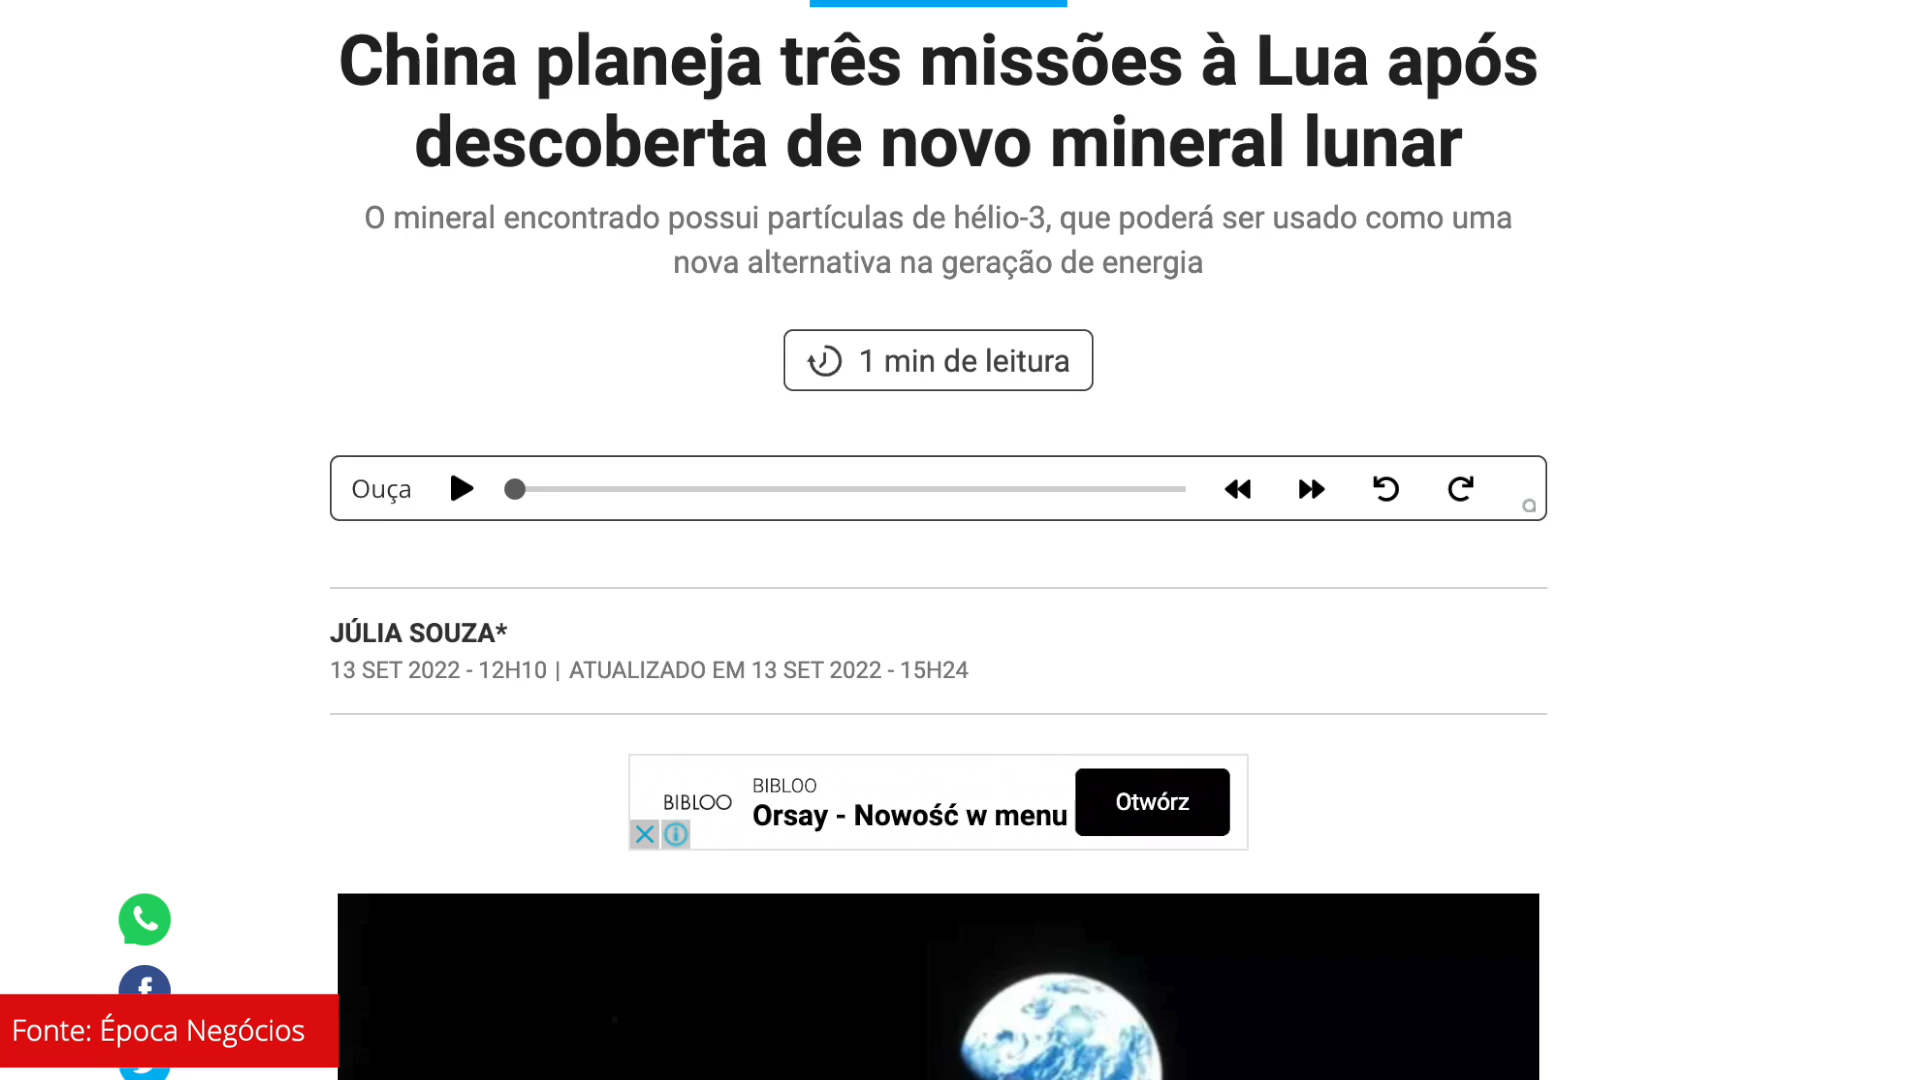 China planeja três missões à Lua após
descoberta de novo mineral lunar
O mineral encontrado possui partículas de hélio-3, que poderá ser usado como uma
nova alternativa na geração de energia
1 min de leitura
Ouça
JÚLIA SOUZA*
13 SET 2022 - 12H10 | ATUALIZADO EM 13 SET 2022 - 15H24
BIBLOO
BIBLOO
Orsay - Nowość w menu
Otwórz
Fonte: Época Negócios